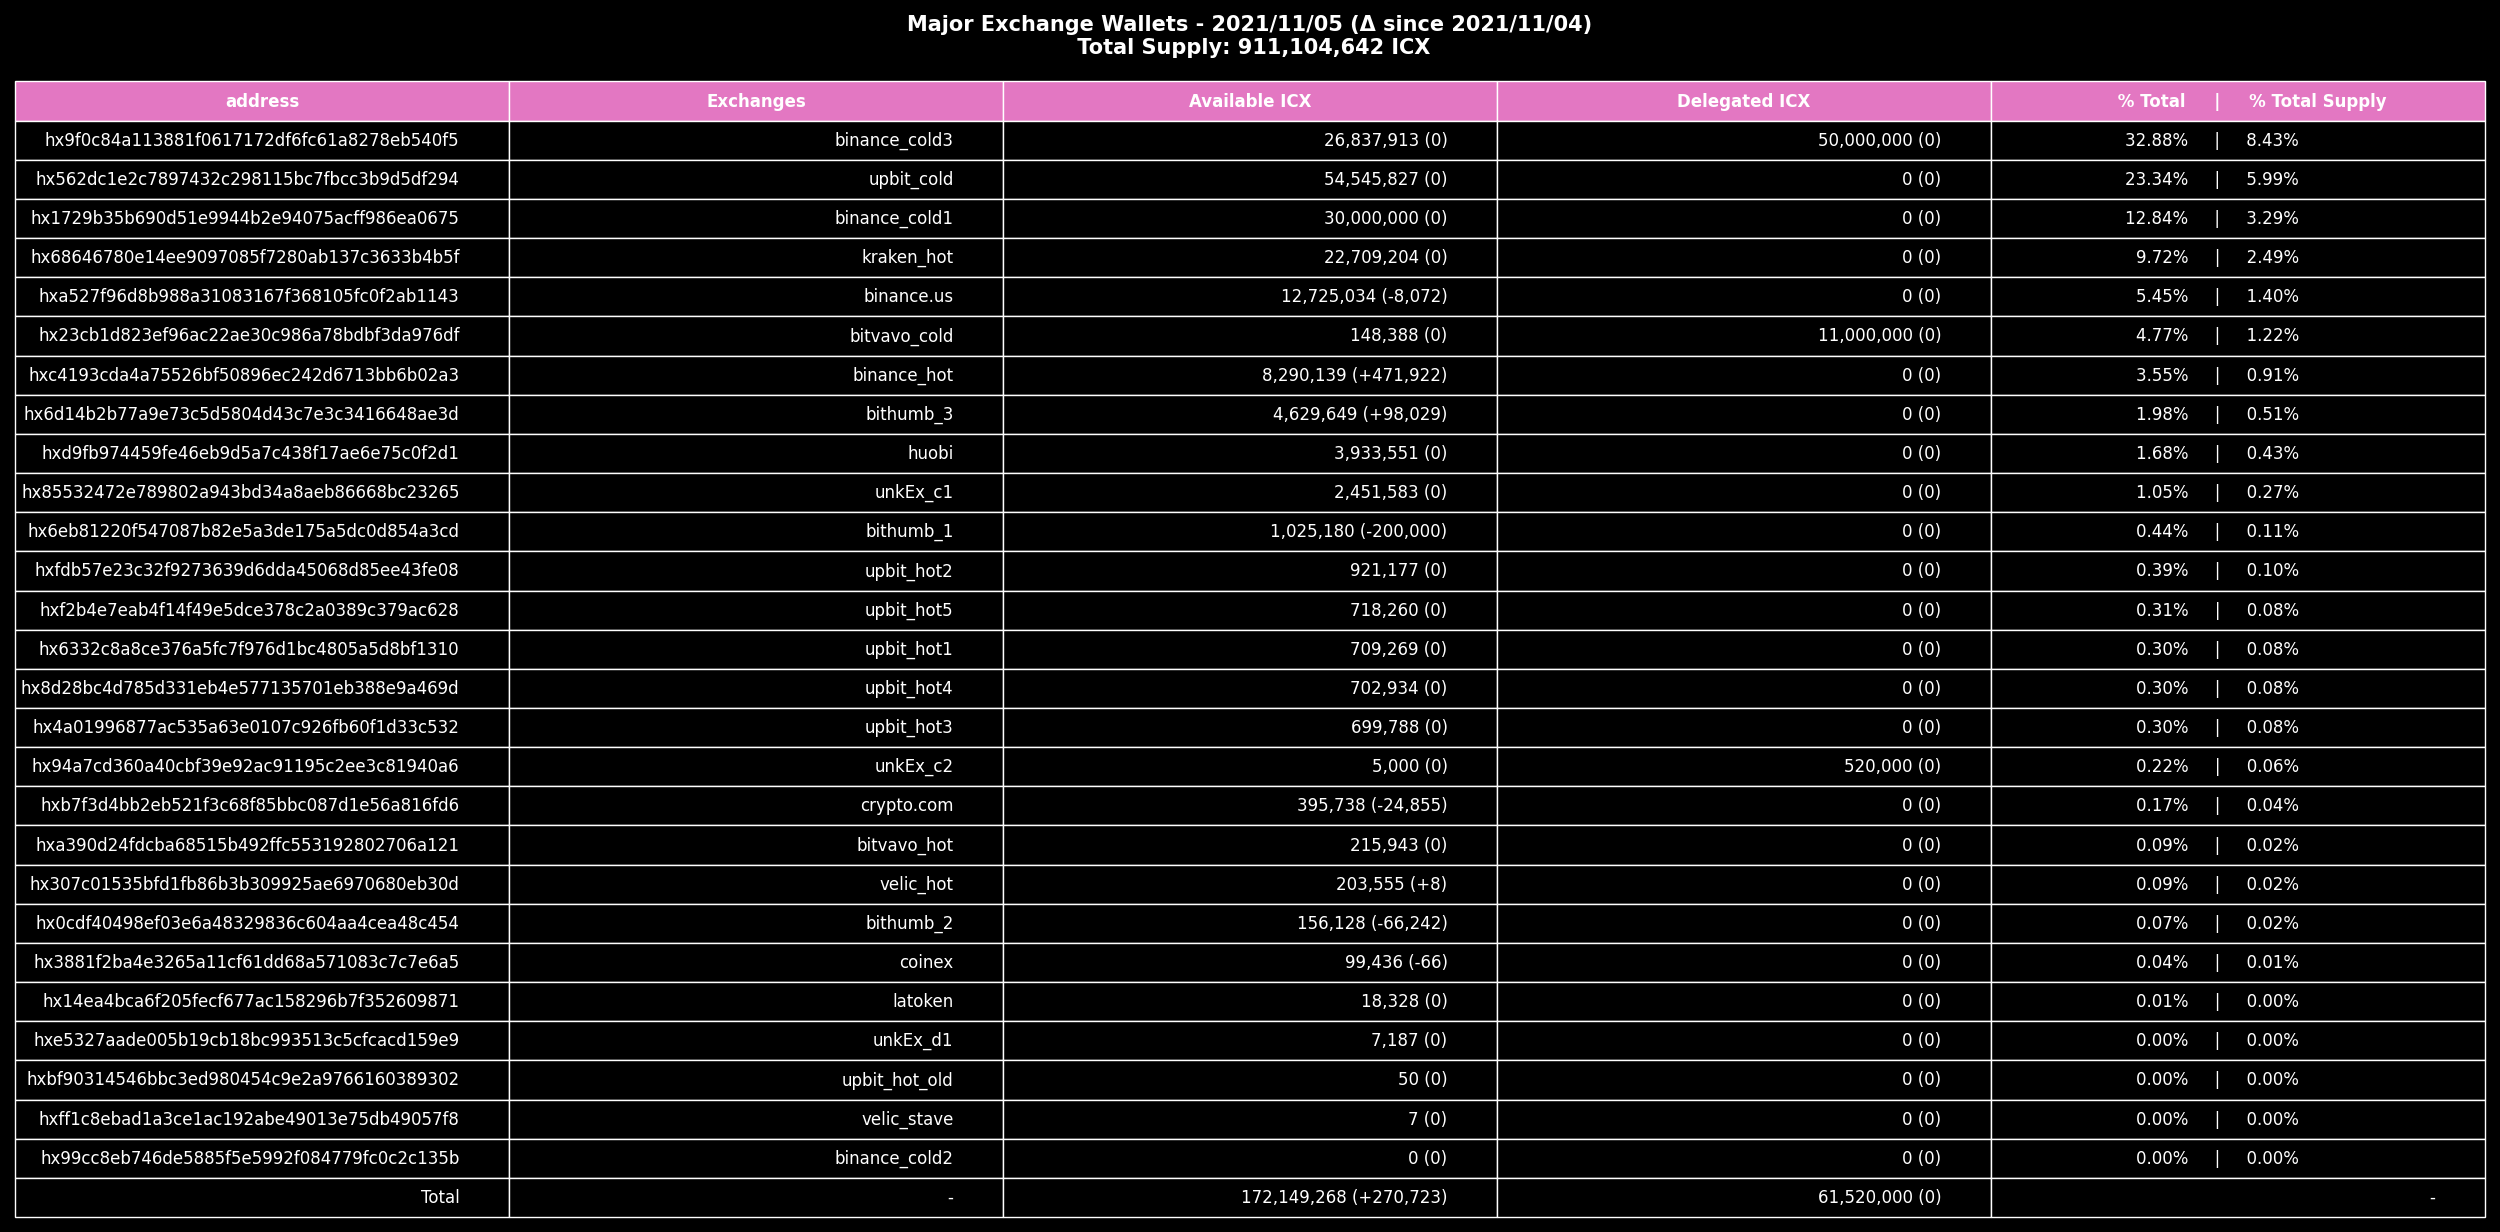 Major Exchange Wallets - 2021/11/05 (Δ since 2021/11/04)
Total Supply: 911,104,642 ICX
address Exchanges Available ICX Delegated ICX % Total | % Total Supply
hx9f0c84a113881f0617172df6fc61a8278eb540f5 binance_cold3 26,837,913 (0) 50,000,000 (0) 32.88% | 8.43%
hx562dc1e2c7897432c298115bc7fbcc3b9d5df294 upbit_cold 54,545,827 (0) 0 (0) 23.34% | 5.99%
hx1729b35b690d51e9944b2e94075acff986ea0675 binance_cold1 30,000,000 (0) 0 (0) 12.84% | 3.29%
hx68646780e14ee9097085f7280ab137c3633b4b5f kraken_hot 22,709,204 (0) 0 (0) 9.72% | 2.49%
hxa527f96d8b988a31083167f368105fc0f2ab1143 binance.us 12,725,034 (-8,072) 0 (0) 5.45% | 1.40%
hx23cb1d823ef96ac22ae30c986a78bdbf3da976df bitvavo_cold 148,388 (0) 11,000,000 (0) 4.77% | 1.22%
hxc4193cda4a75526bf50896ec242d6713bb6b02a3 binance_hot 8,290,139 (+471,922) 0 (0) 3.55% | 0.91%
hx6d14b2b77a9e73c5d5804d43c7e3c3416648ae3d bithumb_3 4,629,649 (+98,029) 0 (0) 1.98% | 0.51%
hxd9fb974459fe46eb9d5a7c438f17ae6e75c0f2d1 huobi 3,933,551 (0) 0 (0) 1.68% | 0.43%
hx85532472e789802a943bd34a8aeb86668bc23265 unkEx_c1 2,451,583 (0) 0 (0) 1.05% | 0.27%
hx6eb81220f547087b82e5a3de175a5dc0d854a3cd bithumb_1 1,025,180 (-200,000) 0 (0) 0.44% | 0.11%
hxfdb57e23c32f9273639d6dda45068d85ee43fe08 upbit_hot2 921,177 (0) 0 (0) 0.39% | 0.10%
hxf2b4e7eab4f14f49e5dce378c2a0389c379ac628 upbit_hot5 718,260 (0) 0 (0) 0.31% | 0.08%
hx6332c8a8ce376a5fc7f976d1bc4805a5d8bf1310 upbit_hot1 709,269 (0) 0 (0) 0.30% | 0.08%
hx8d28bc4d785d331eb4e577135701eb388e9a469d upbit_hot4 702,934 (0) 0 (0) 0.30% | 0.08%
hx4a01996877ac535a63e0107c926fb60f1d33c532 upbit_hot3 699,788 (0) 0 (0) 0.30% | 0.08%
hx94a7cd360a40cbf39e92ac91195c2ee3c81940a6 unkEx_c2 5,000 (0) 520,000 (0) 0.22% | 0.06%
hxb7f3d4bb2eb521f3c68f85bbc087d1e56a816fd6 crypto.com 395,738 (-24,855) 0 (0) 0.17% | 0.04%
hxa390d24fdcba68515b492ffc553192802706a121 bitvavo_hot 215,943 (0) 0 (0) 0.09% | 0.02%
hx307c01535bfd1fb86b3b309925ae6970680eb30d velic_hot 203,555 (+8) 0 (0) 0.09% | 0.02%
hx0cdf40498ef03e6a48329836c604aa4cea48c454 bithumb_2 156,128 (-66,242) 0 (0) 0.07% | 0.02%
hx3881f2ba4e3265a11cf61dd68a571083c7c7e6a5 coinex 99,436 (-66) 0 (0) 0.04% | 0.01%
hx14ea4bca6f205fecf677ac158296b7f352609871 latoken 18,328 (0) 0 (0) 0.01% | 0.00%
hxe5327aade005b19cb18bc993513c5cfcacd159e9 unkEx_d1 7,187 (0) 0 (0) 0.00% | 0.00%
hxbf90314546bbc3ed980454c9e2a9766160389302 upbit_hot_old 50 (0) 0 (0) 0.00% | 0.00%
hxff1c8ebad1a3ce1ac192abe49013e75db49057f8 velic_stave 7 (0) 0 (0) 0.00% | 0.00%
hx99cc8eb746de5885f5e5992f084779fc0c2c135b binance_cold2 0 (0) 0 (0) 0.00% | 0.00%
Total - 172,149,268 (+270,723) 61,520,000 (0) -